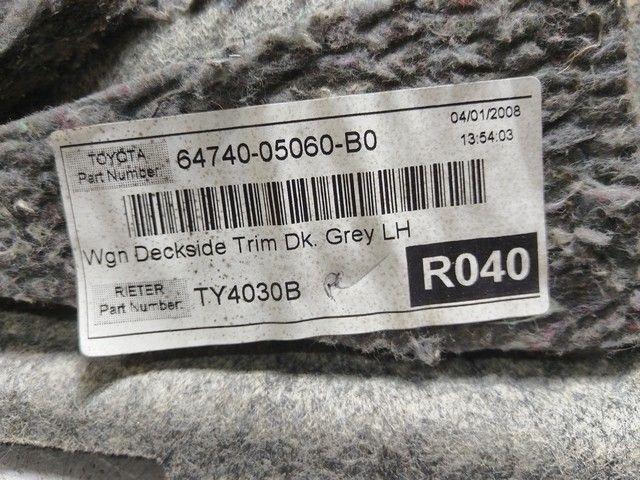 04/01/2008
TOYOTA
Part Number: 64740-05060-B0
13:54:03
Wgn Deckside Trim Dk. Grey LH
RIETER
Part Number: TY4030B
R040